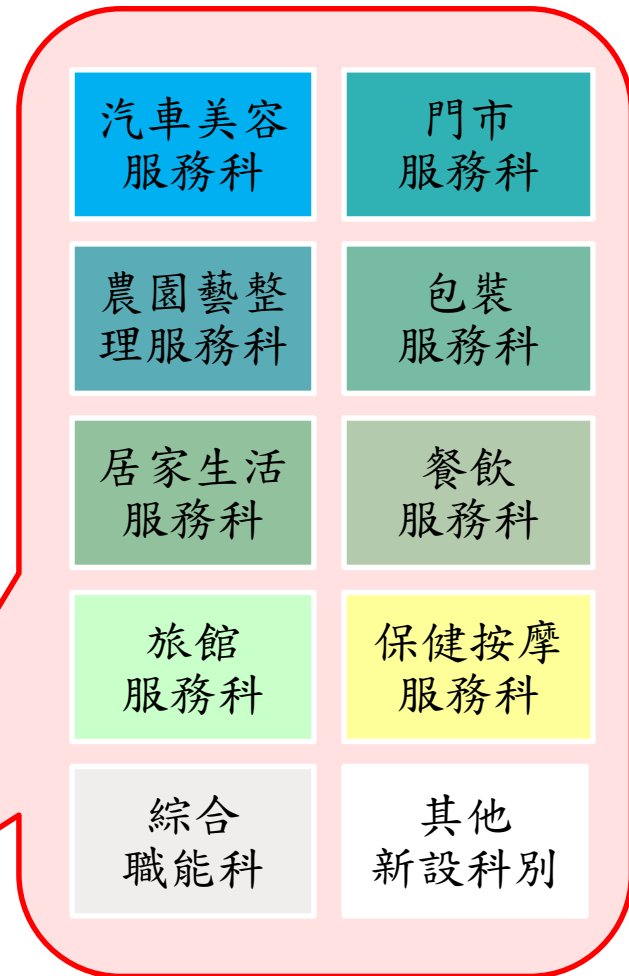 汽車美容
服務科
門市
服務科
農園藝整
理服務科
包裝
服務科
居家生活
服務科
餐飲
服務科
旅館
服務科
保健按摩
服務科
綜合
職能科
其他
新設科別